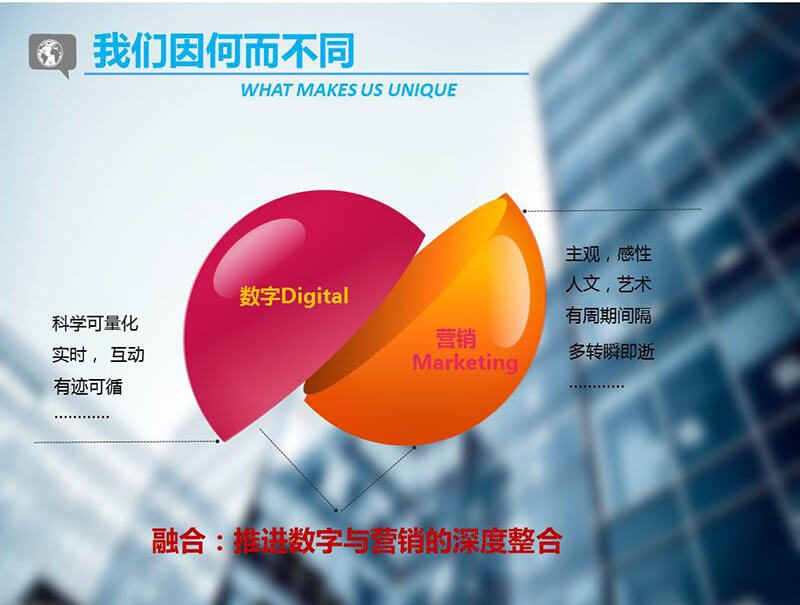 我们因何而不同
WHAT MAKES US UNIQUE
数字Digital
科学可量化
实时， 互动
有迹可循
…………
营销
Marketing
主观，感性
人文，艺术
有周期间隔
多转瞬即逝
…………
融合：推进数字与营销的深度整合